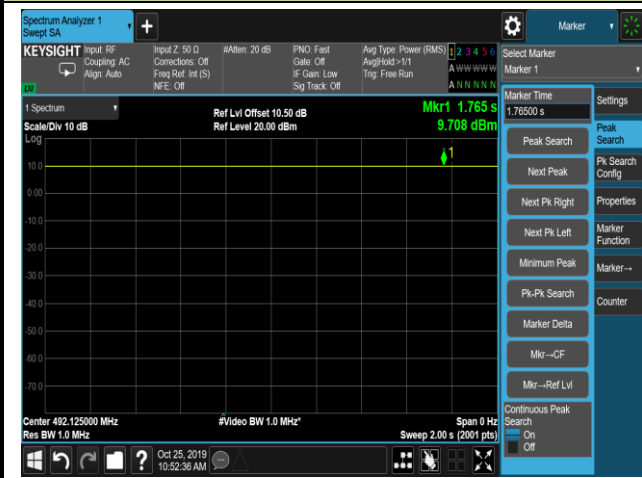 Spectrum Analyzer 1
Swept SA
+
Marker
KEYSIGHT
Input: RF
Coupling: AC
Align: Auto
Input Z: 50 Ω
Corrections: Off
Freq Ref: Int (S)
NFE: Off
#Atten: 20 dB
PNO: Fast
Gate: Off
IF Gain: Low
Sig Track: Off
Avg Type: Power (RMS)
Avg|Hold:>1/1
Trig: Free Run
1 2 3 4 5 6
A W W W W W
A N N N N N
Select Marker
Marker 1
LXI
1 Spectrum
Scale/Div 10 dB
Log
Ref Lvl Offset 10.50 dB
Ref Level 20.00 dBm
Mkr1 1.765 s
9.708 dBm
1
10.0
0.00
-10.0
-20.0
-30.0
-40.0
-50.0
-60.0
-70.0
Center 492.125000 MHz
Res BW 1.0 MHz
#Video BW 1.0 MHz*
Span 0 Hz
Sweep 2.00 s (2001 pts)
Marker Time
1.76500 s
Peak Search
Next Peak
Next Pk Right
Next Pk Left
Minimum Peak
Pk-Pk Search
Marker Delta
Mkr→CF
Mkr→Ref Lvl
Continuous Peak
Search
On
Off
Settings
Peak
Search
Pk Search
Config
Properties
Marker
Function
Marker→
Counter
?
Oct 25, 2019
10:52:36 AM